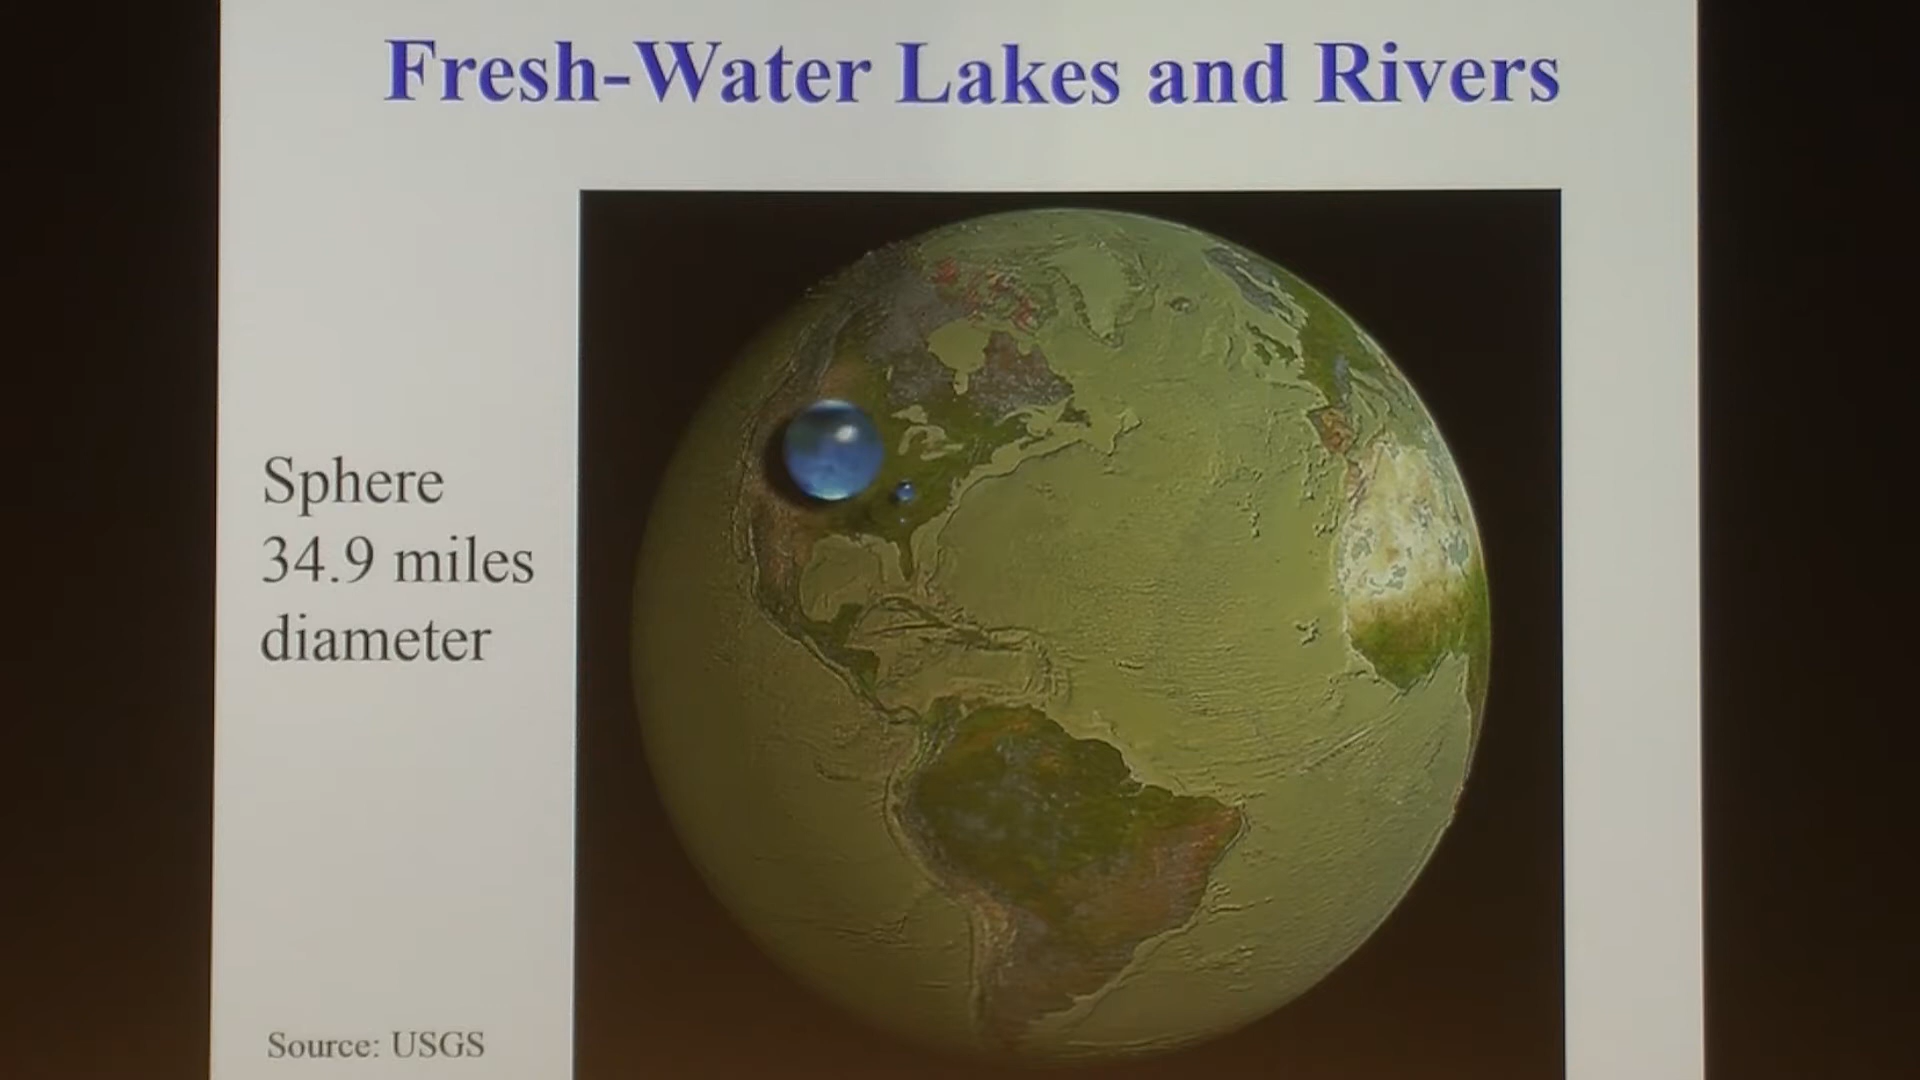 Fresh-Water Lakes and Rivers
Sphere
34.9 miles
diameter
Source: USGS